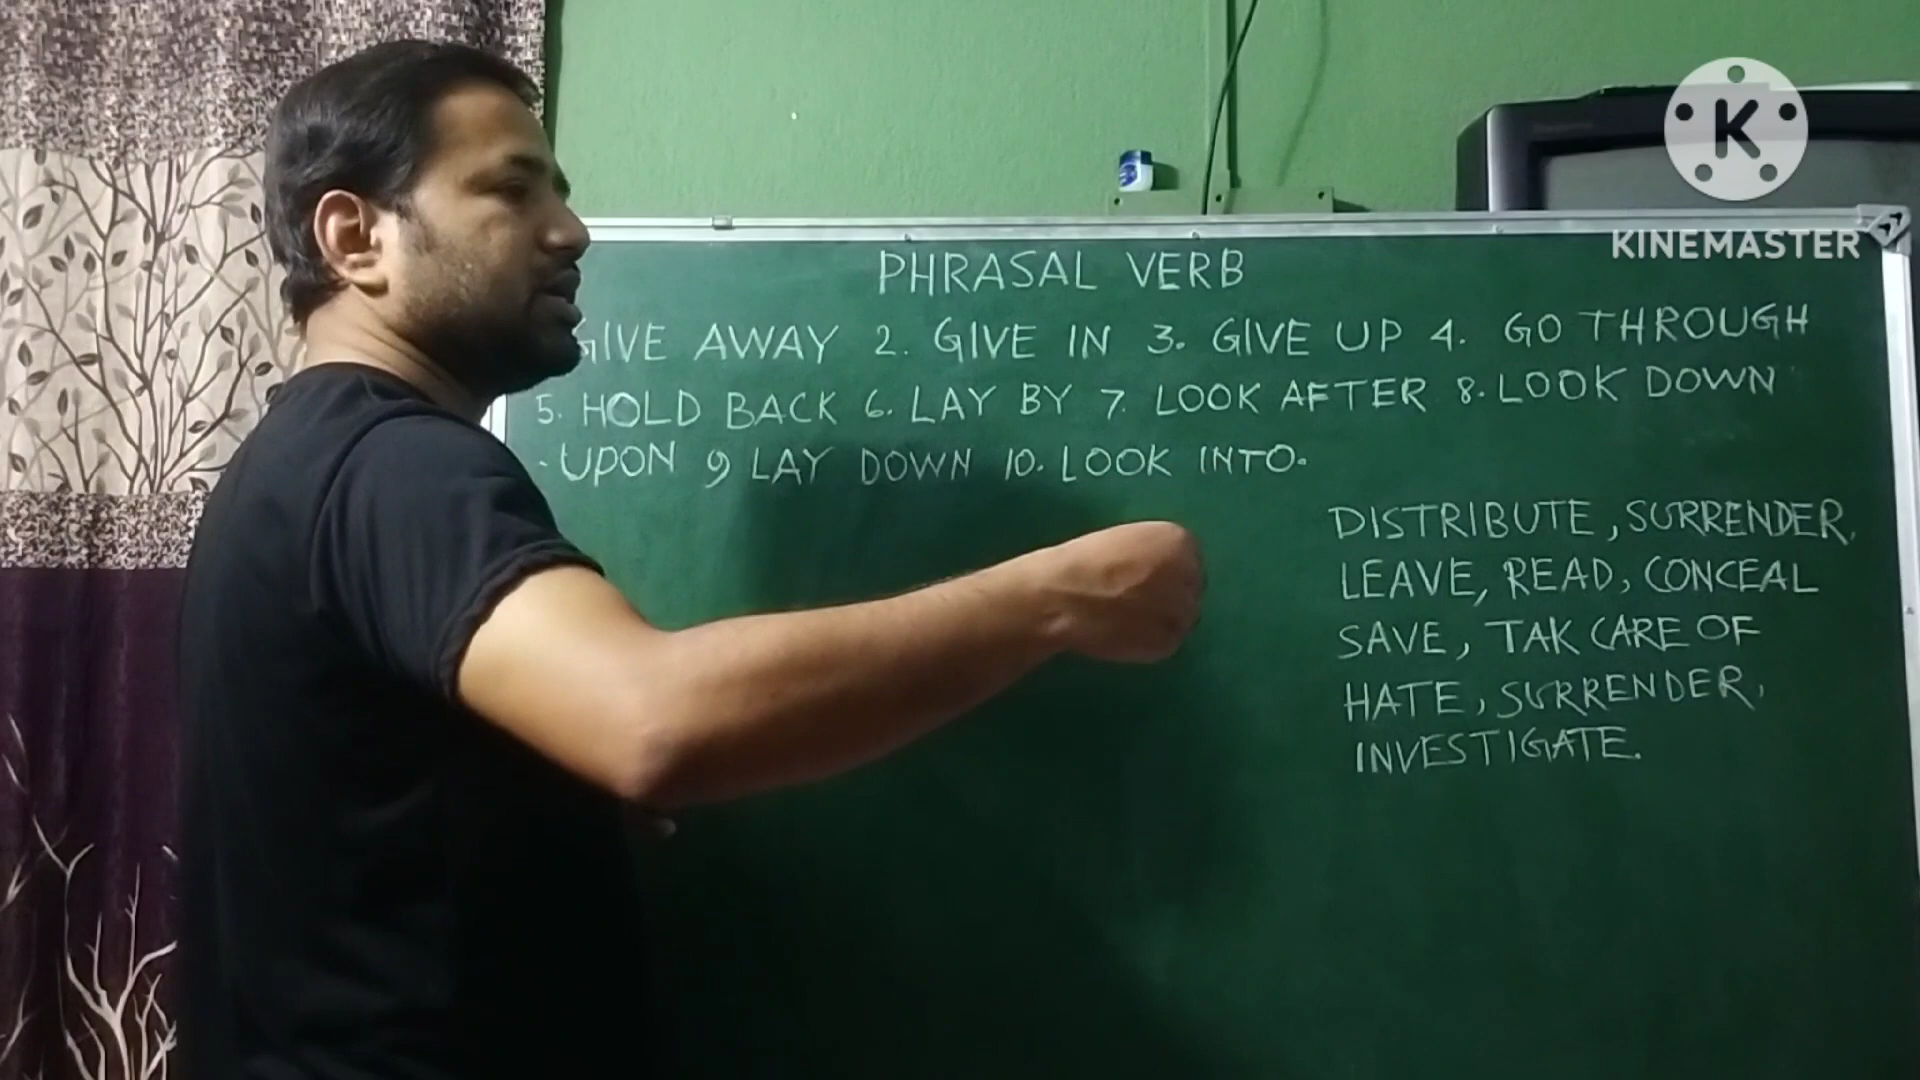 PHRASAL VERB
GIVE AWAY 2. GIVE IN 3. GIVE UP 4. GO THROUGH
5. HOLD BACK 6. LAY BY 7. LOOK AFTER 8. LOOK DOWN
UPON 9 LAY DOWN 10. LOOK INTO.
DISTRIBUTE, SURRENDER,
LEAVE, READ, CONCEAL
SAVE, TAK CARE OF
HATE, SURRENDER,
INVESTIGATE.
K
KINEMASTER